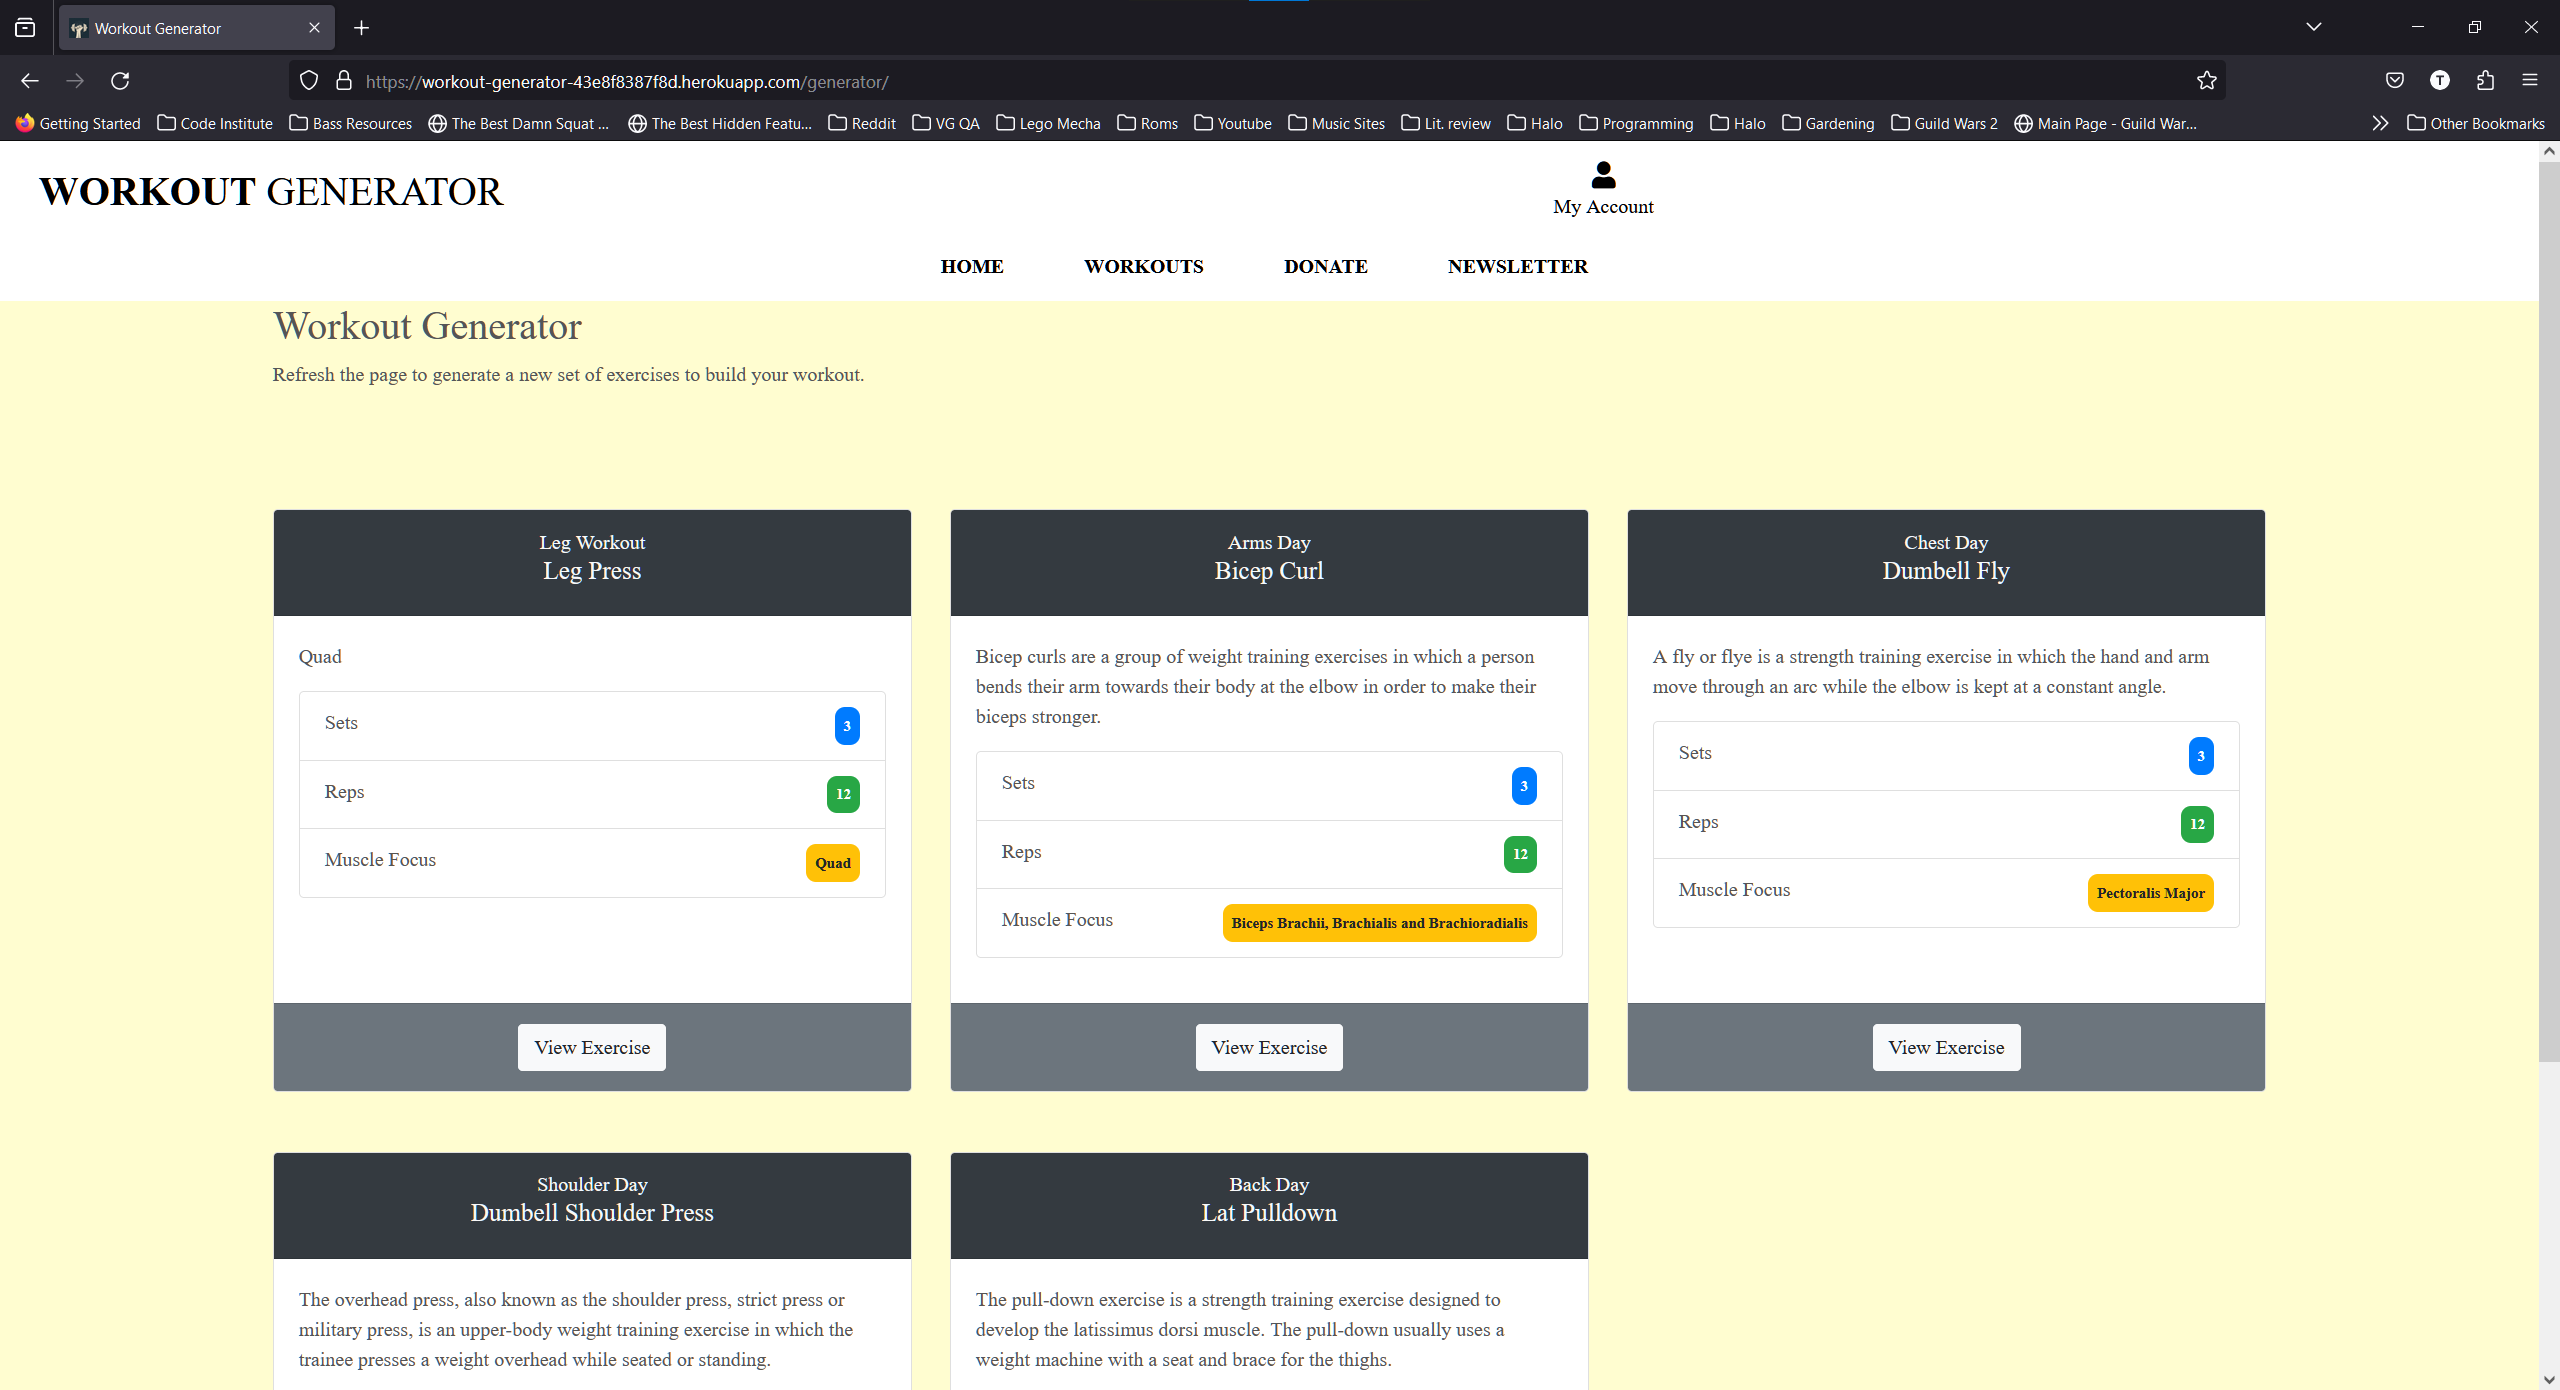 Workout Generator
https://workout-generator-43e8f8387f8d.herokuapp.com/generator/
T
Getting Started
Code Institute
Bass Resources
The Best Damn Squat ...
The Best Hidden Featu...
Reddit
VG QA
Lego Mecha
Roms
Youtube
Music Sites
Lit. review
Halo
Programming
Halo
Gardening
Guild Wars 2
Main Page - Guild War...
Other Bookmarks
WORKOUT GENERATOR
My Account
HOME
WORKOUTS
DONATE
NEWSLETTER
Workout Generator
Refresh the page to generate a new set of exercises to build your workout.
Leg Workout
Leg Press
Quad
Sets 3
Reps 12
Muscle Focus Quad
View Exercise
Arms Day
Bicep Curl
Bicep curls are a group of weight training exercises in which a person
bends their arm towards their body at the elbow in order to make their
biceps stronger.
Sets 3
Reps 12
Muscle Focus Biceps Brachii, Brachialis and Brachioradialis
View Exercise
Chest Day
Dumbell Fly
A fly or flye is a strength training exercise in which the hand and arm
move through an arc while the elbow is kept at a constant angle.
Sets 3
Reps 12
Muscle Focus Pectoralis Major
View Exercise
Shoulder Day
Dumbell Shoulder Press
The overhead press, also known as the shoulder press, strict press or
military press, is an upper-body weight training exercise in which the
trainee presses a weight overhead while seated or standing.
Back Day
Lat Pulldown
The pull-down exercise is a strength training exercise designed to
develop the latissimus dorsi muscle. The pull-down usually uses a
weight machine with a seat and brace for the thighs.